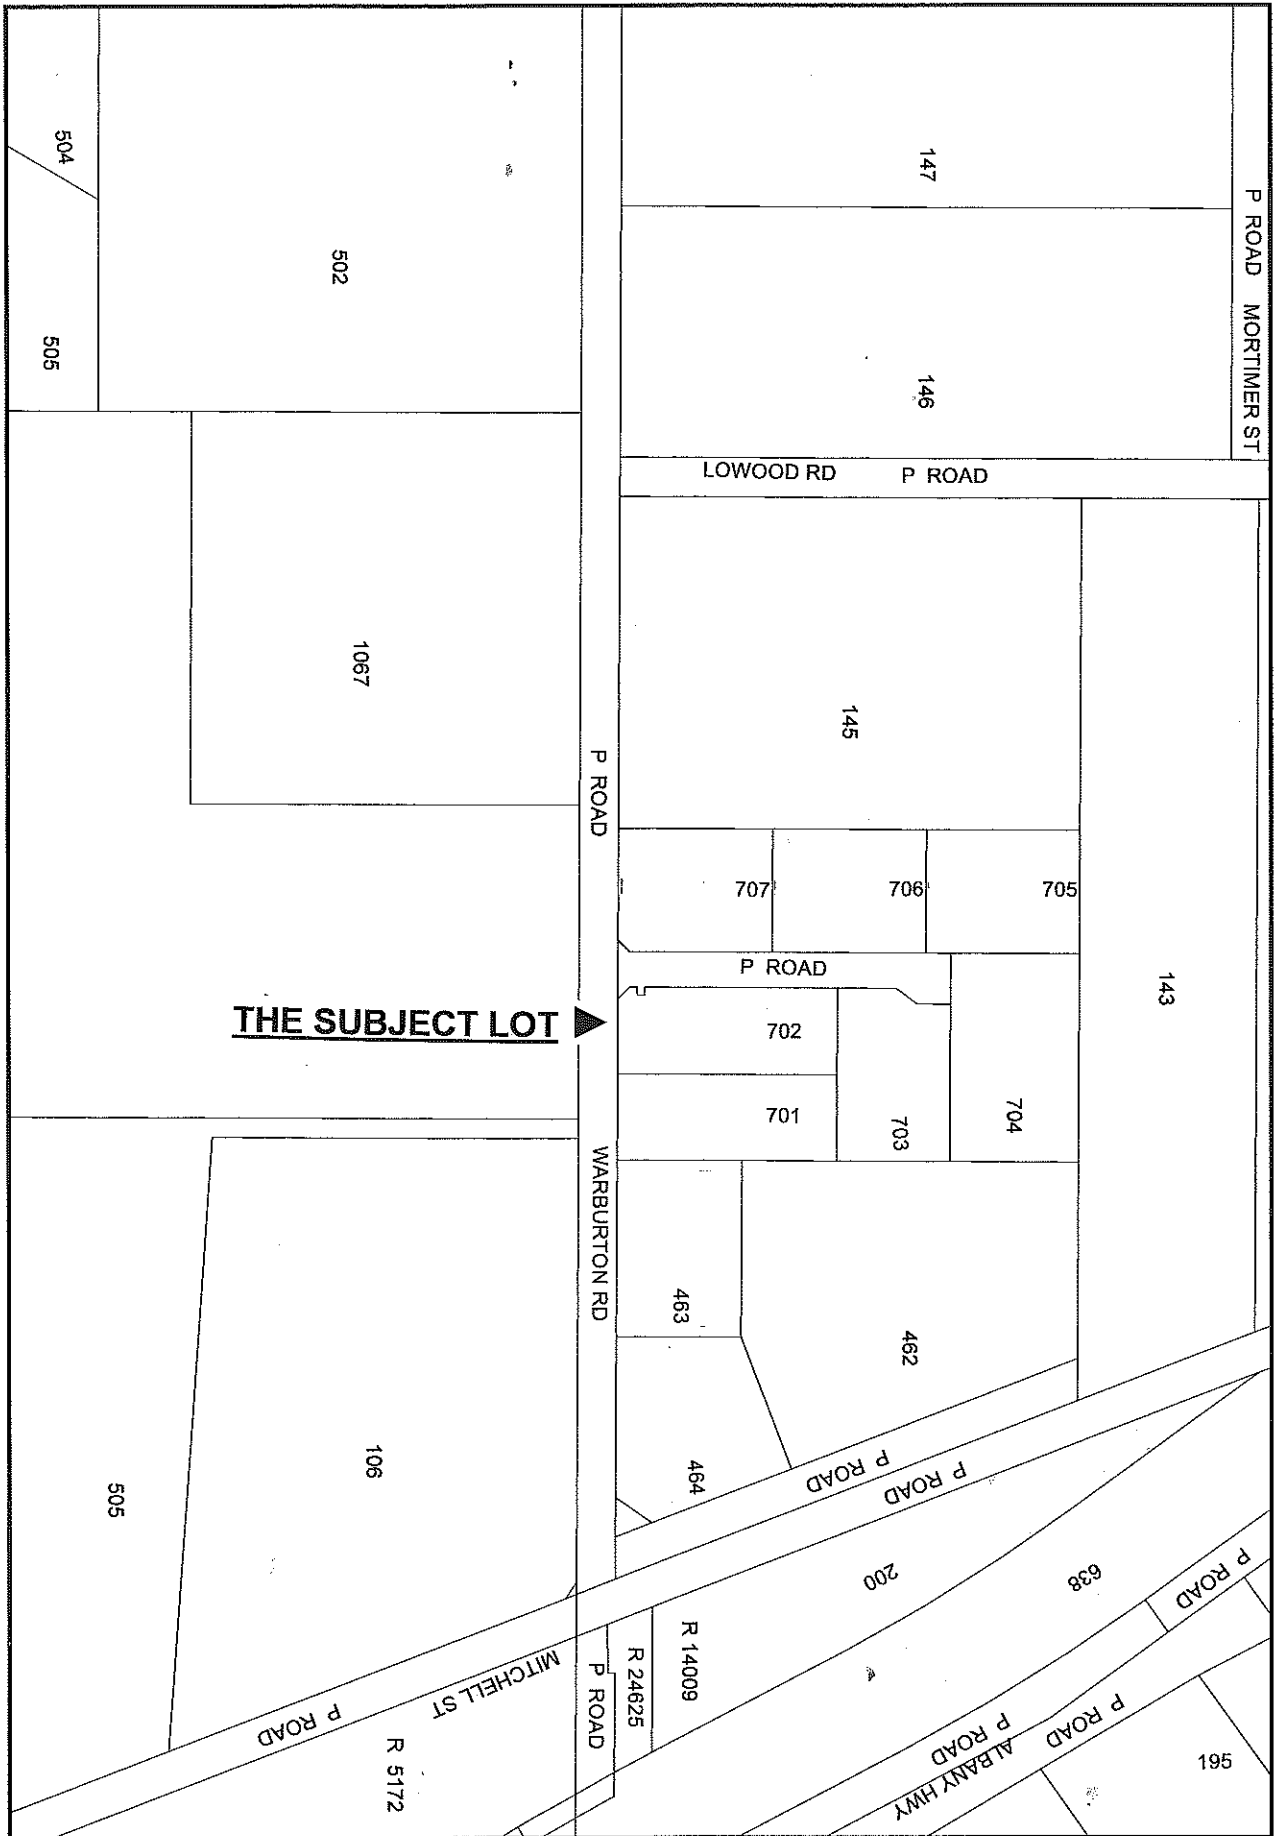 P ROAD MORTIMER ST
147
504
502
505
146
LOWOOD RD P ROAD
1067
145
P ROAD
707
706
705
P ROAD
143
THE SUBJECT LOT
702
701
703
704
WARBURTON RD
463
462
106
505
464
P ROAD
P ROAD
200
638
P ROAD
R 14009
R 24625
P ROAD
MITCHELL ST
P ROAD
R 5172
P ROAD
ALBANY HWY
P ROAD
195